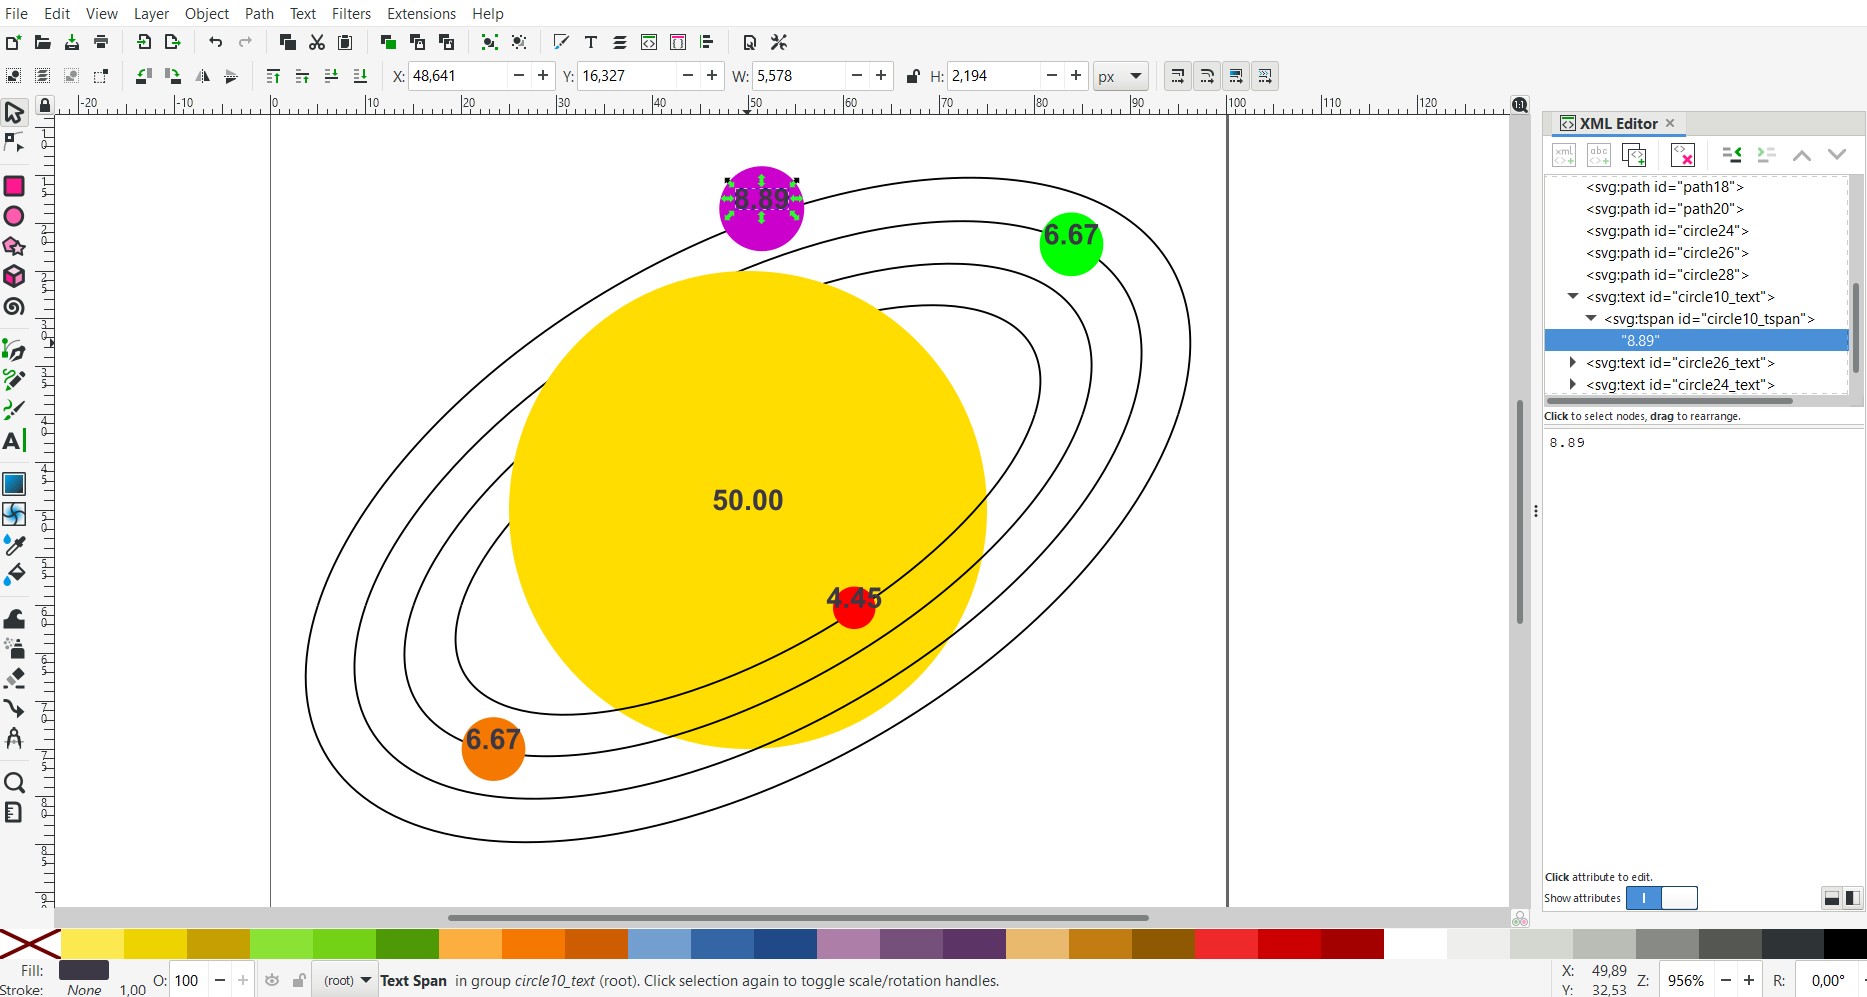 File Edit View Layer Object Path Text Filters Extensions Help
X: 48,641 Y: 16,327 W: 5,578 H: 2,194 px
-20 -10 0 10 20 30 40 50 60 70 80 90 100 110 120
1:1
XML Editor
<svg:path id="path18">
<svg:path id="path20">
<svg:path id="circle24">
<svg:path id="circle26">
<svg:path id="circle28">
<svg:text id="circle10_text">
<svg:tspan id="circle10_tspan">
"8.89"
<svg:text id="circle26_text">
<svg:text id="circle24_text">
Click to select nodes, drag to rearrange.
8.89
8.89
6.67
50.00
4.45
6.67
Click attribute to edit.
Show attributes
Fill:
Stroke: None 1,00
O: 100
(root)
Text Span in group circle10_text (root). Click selection again to toggle scale/rotation handles.
X: 49,89
Y: 32,53
Z: 956%
R: 0,00°